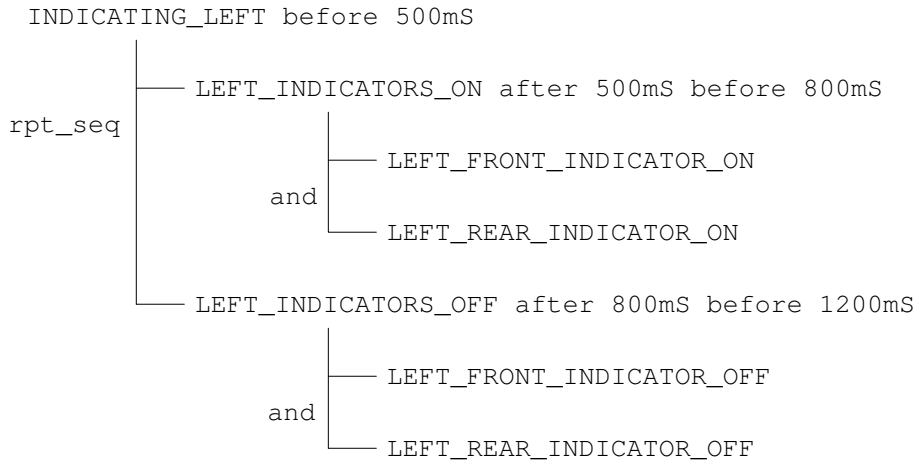 INDICATING_LEFT before 500mS
LEFT_INDICATORS_ON after 500mS before 800mS
rpt_seq
LEFT_FRONT_INDICATOR_ON
and
LEFT_REAR_INDICATOR_ON
LEFT_INDICATORS_OFF after 800mS before 1200mS
LEFT_FRONT_INDICATOR_OFF
and
LEFT_REAR_INDICATOR_OFF